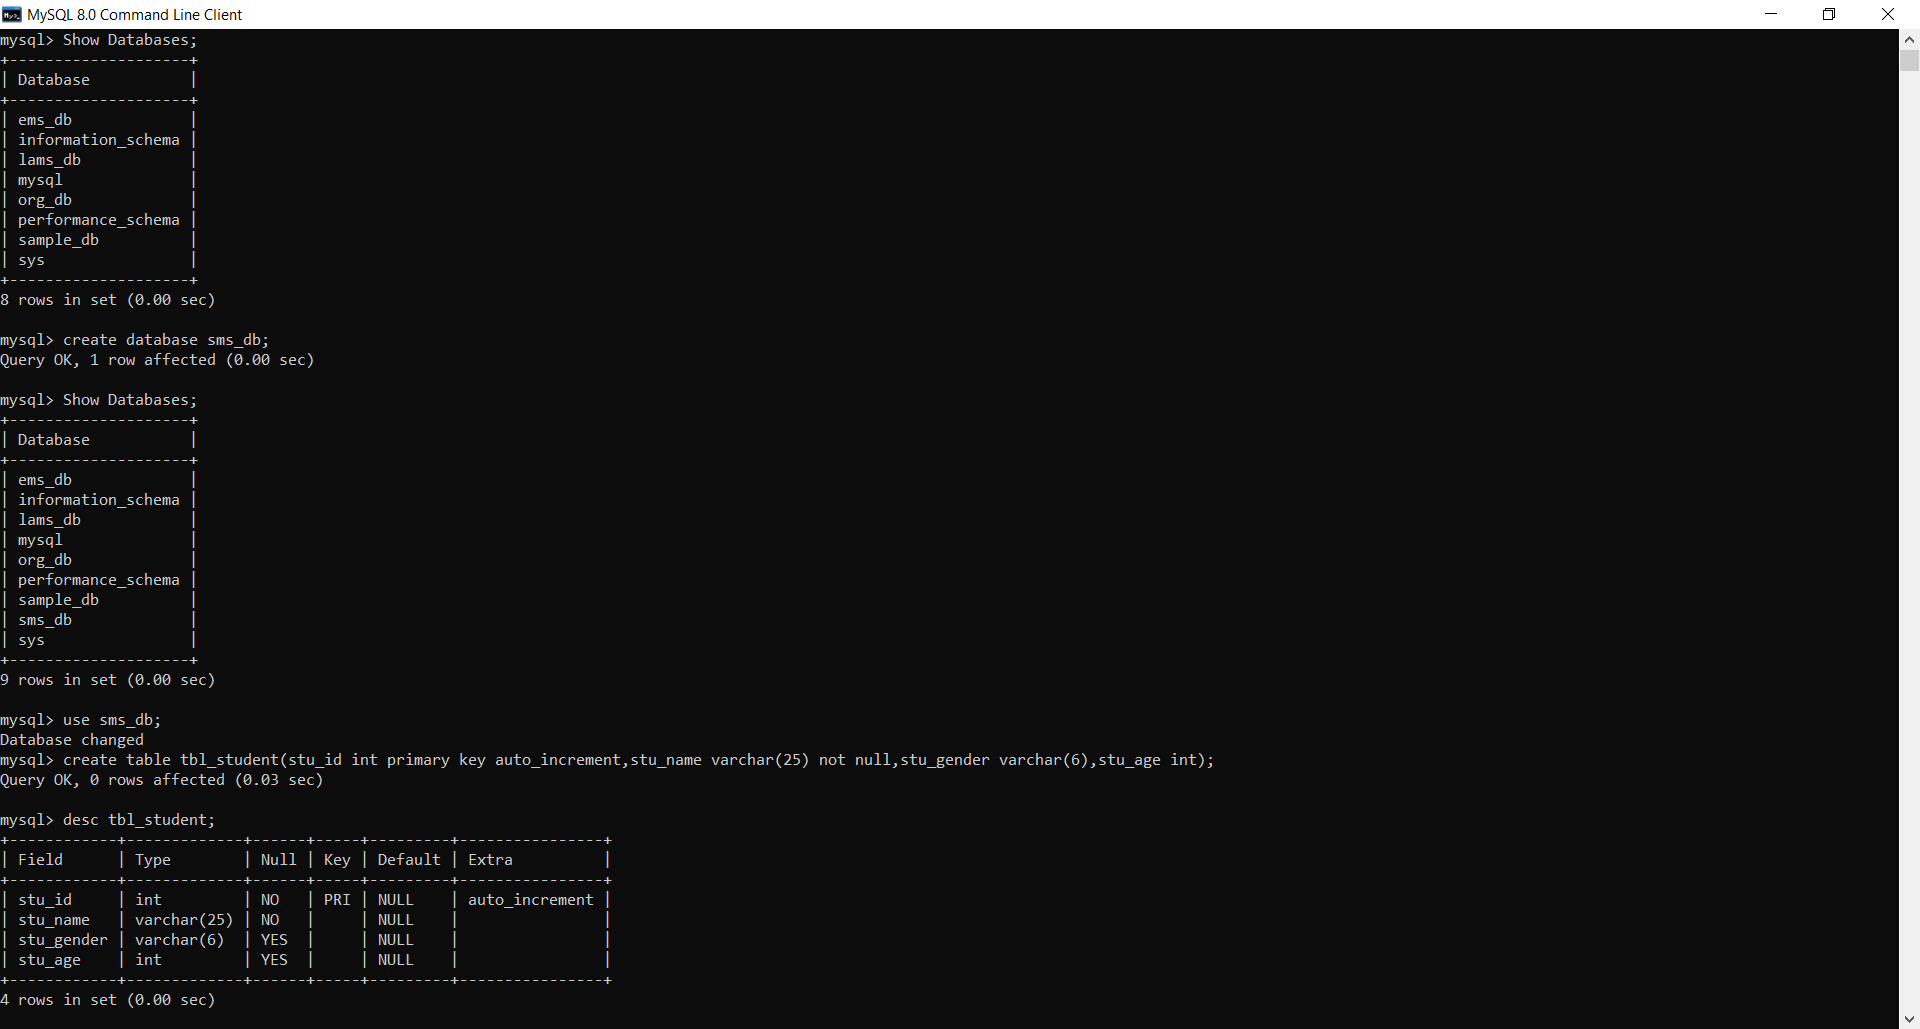 MySQL 8.0 Command Line Client
mysql> Show Databases;
+--------------------+
| Database           |
+--------------------+
| ems_db             |
| information_schema |
| lams_db            |
| mysql              |
| org_db             |
| performance_schema |
| sample_db          |
| sys                |
+--------------------+
8 rows in set (0.00 sec)

mysql> create database sms_db;
Query OK, 1 row affected (0.00 sec)

mysql> Show Databases;
+--------------------+
| Database           |
+--------------------+
| ems_db             |
| information_schema |
| lams_db            |
| mysql              |
| org_db             |
| performance_schema |
| sample_db          |
| sms_db             |
| sys                |
+--------------------+
9 rows in set (0.00 sec)

mysql> use sms_db;
Database changed
mysql> create table tbl_student(stu_id int primary key auto_increment,stu_name varchar(25) not null,stu_gender varchar(6),stu_age int);
Query OK, 0 rows affected (0.03 sec)

mysql> desc tbl_student;
+------------+-------------+------+-----+---------+----------------+
| Field      | Type        | Null | Key | Default | Extra          |
+------------+-------------+------+-----+---------+----------------+
| stu_id     | int         | NO   | PRI | NULL    | auto_increment |
| stu_name   | varchar(25) | NO   |     | NULL    |                |
| stu_gender | varchar(6)  | YES  |     | NULL    |                |
| stu_age    | int         | YES  |     | NULL    |                |
+------------+-------------+------+-----+---------+----------------+
4 rows in set (0.00 sec)